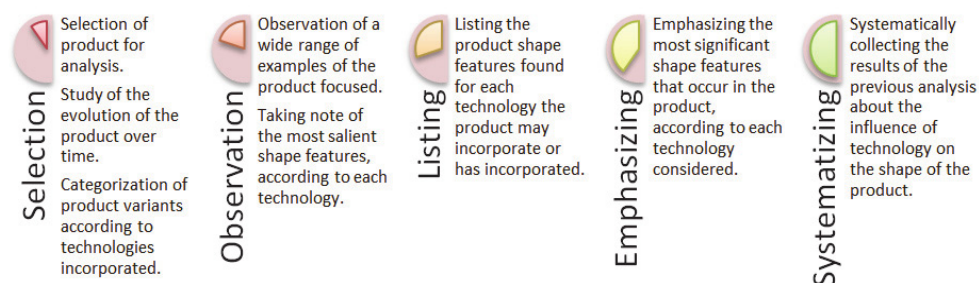 Selection
Selection of
product for
analysis.
Study of the
evolution of the
product over
time.
Categorization of
product variants
according to
technologies
incorporated.
Observation
Observation of a
wide range of
examples of the
product focused.
Taking note of
the most salient
shape features,
according to each
technology.
Listing
Listing the
product shape
features found
for each
technology the
product may
incorporate or
has incorporated.
Emphasizing
Emphasizing the
most significant
shape features
that occur in the
product,
according to each
technology
considered.
Systematizing
Systematically
collecting the
results of the
previous analysis
about the
influence of
technology on
the shape of the
product.